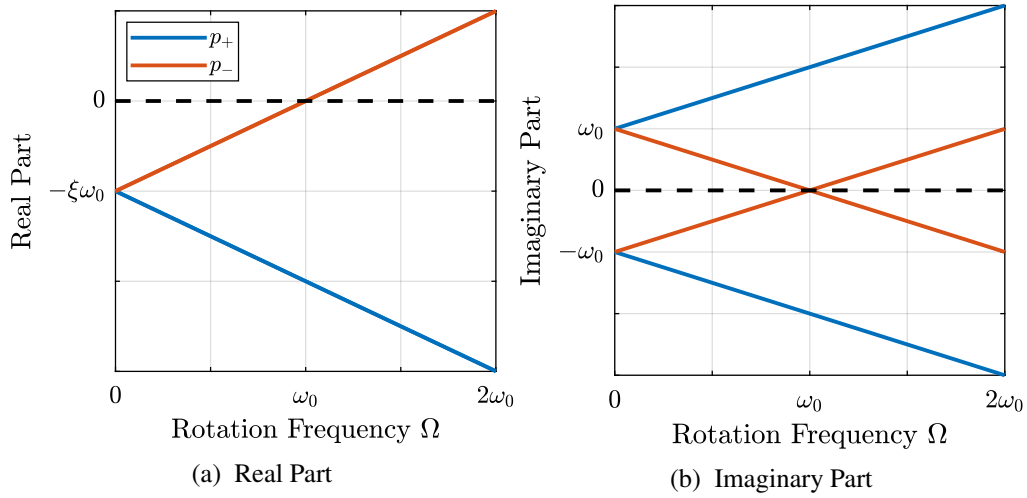 p₊
p₋
0
−ξω₀
Real Part
0
ω₀
2ω₀
Rotation Frequency Ω
(a) Real Part
ω₀
0
−ω₀
Imaginary Part
0
ω₀
2ω₀
Rotation Frequency Ω
(b) Imaginary Part